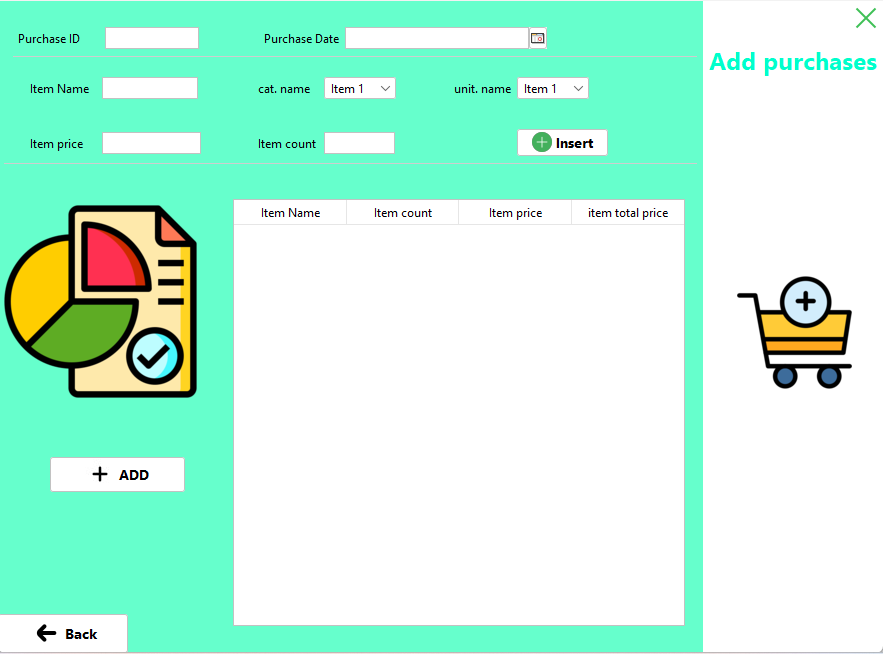 Purchase ID Purchase Date
Add purchases
Item Name cat. name Item 1 unit. name Item 1
Item price Item count Insert
Item Name Item count Item price item total price
ADD
Back